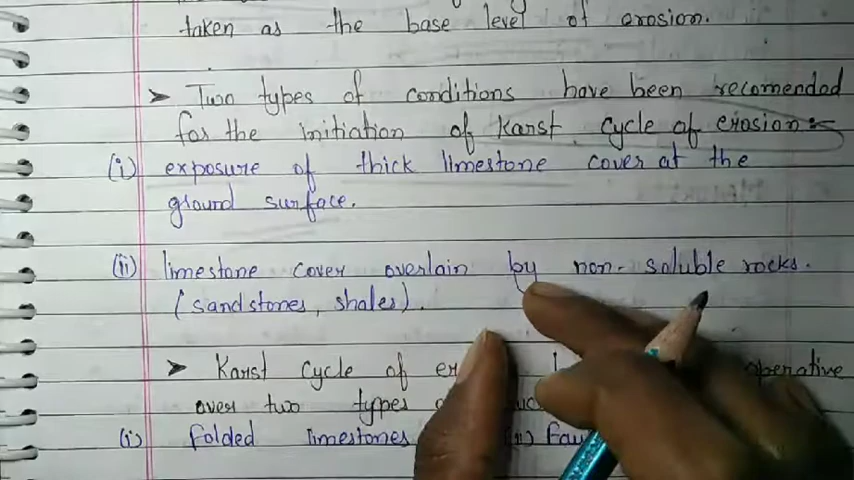 taken as the base level of erosion.
➤ Two types of conditions have been recomended
for the initiation of Karst cycle of erosion:-
(i) exposure of thick limestone cover at the
ground surface.
(ii) limestone cover overlain by non-soluble rocks.
(sandstones, shales).
➤ Karst cycle of operative
over two types
(i) folded limestones (ii)